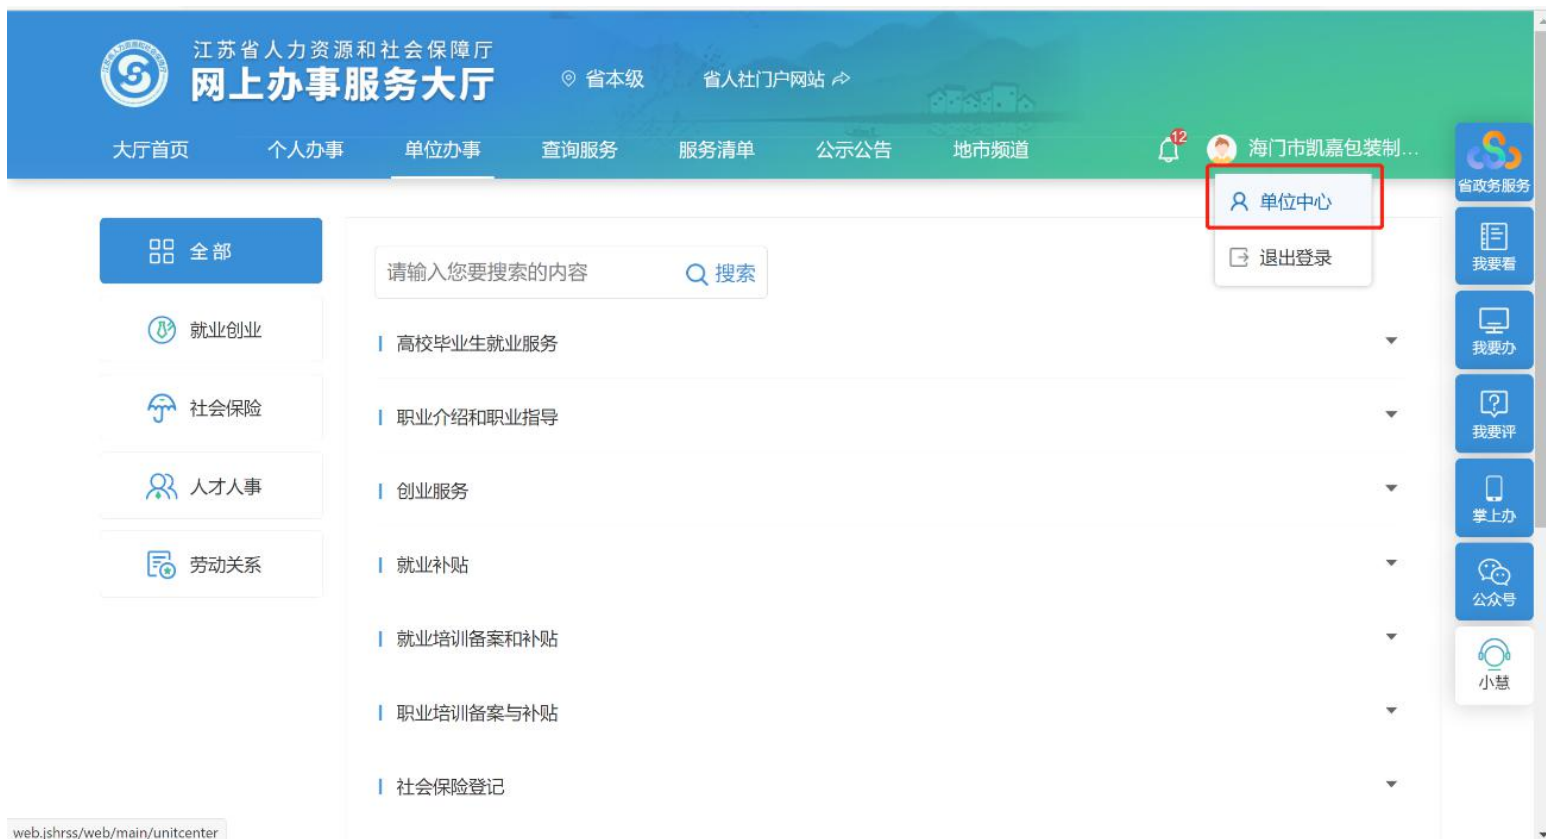 江苏省人力资源和社会保障厅
网上办事服务大厅
省本级
省人社门户网站
大厅首页
个人办事
单位办事
查询服务
服务清单
公示公告
地市频道
12
海门市凯嘉包装制...
单位中心
退出登录
全部
就业创业
社会保险
人才人事
劳动关系
请输入您要搜索的内容
搜索
高校毕业生就业服务
职业介绍和职业指导
创业服务
就业补贴
就业培训备案和补贴
职业培训备案与补贴
社会保险登记
省政务服务
我要看
我要办
我要评
掌上办
公众号
小慧
web.jshrss/web/main/unitcenter